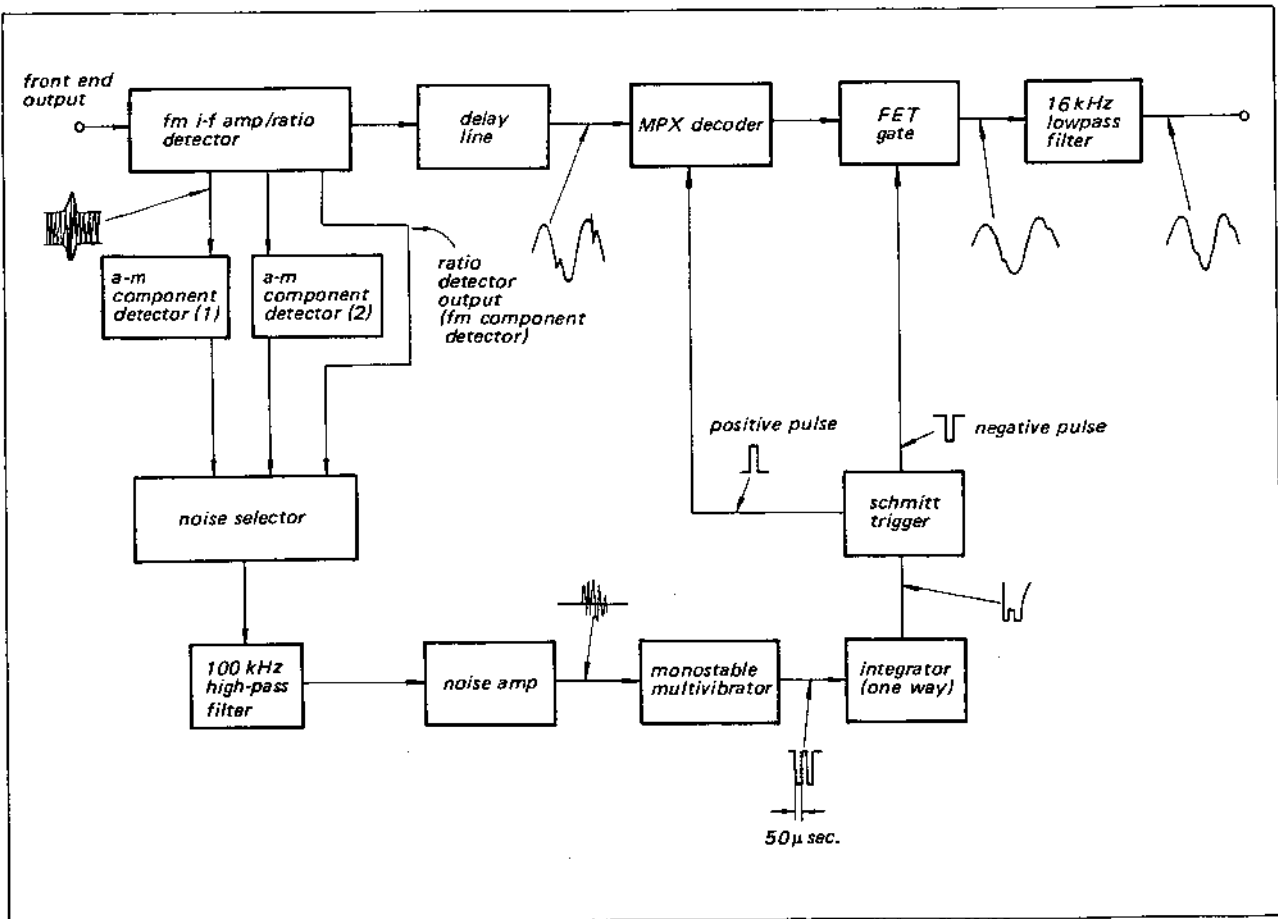 front end
output
fm i-f amp/ratio
detector
delay
line
MPX decoder
FET
gate
16 kHz
lowpass
filter
a-m
component
detector (1)
a-m
component
detector (2)
ratio
detector
output
(fm component
detector)
positive pulse
negative pulse
noise selector
schmitt
trigger
100 kHz
high-pass
filter
noise amp
monostable
multivibrator
integrator
(one way)
50 μ sec.